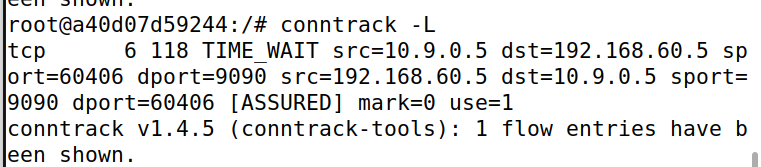 een shown.
root@a40d07d59244:/# conntrack -L
tcp      6 118 TIME_WAIT src=10.9.0.5 dst=192.168.60.5 sp
ort=60406 dport=9090 src=192.168.60.5 dst=10.9.0.5 sport=
9090 dport=60406 [ASSURED] mark=0 use=1
conntrack v1.4.5 (conntrack-tools): 1 flow entries have b
een shown.